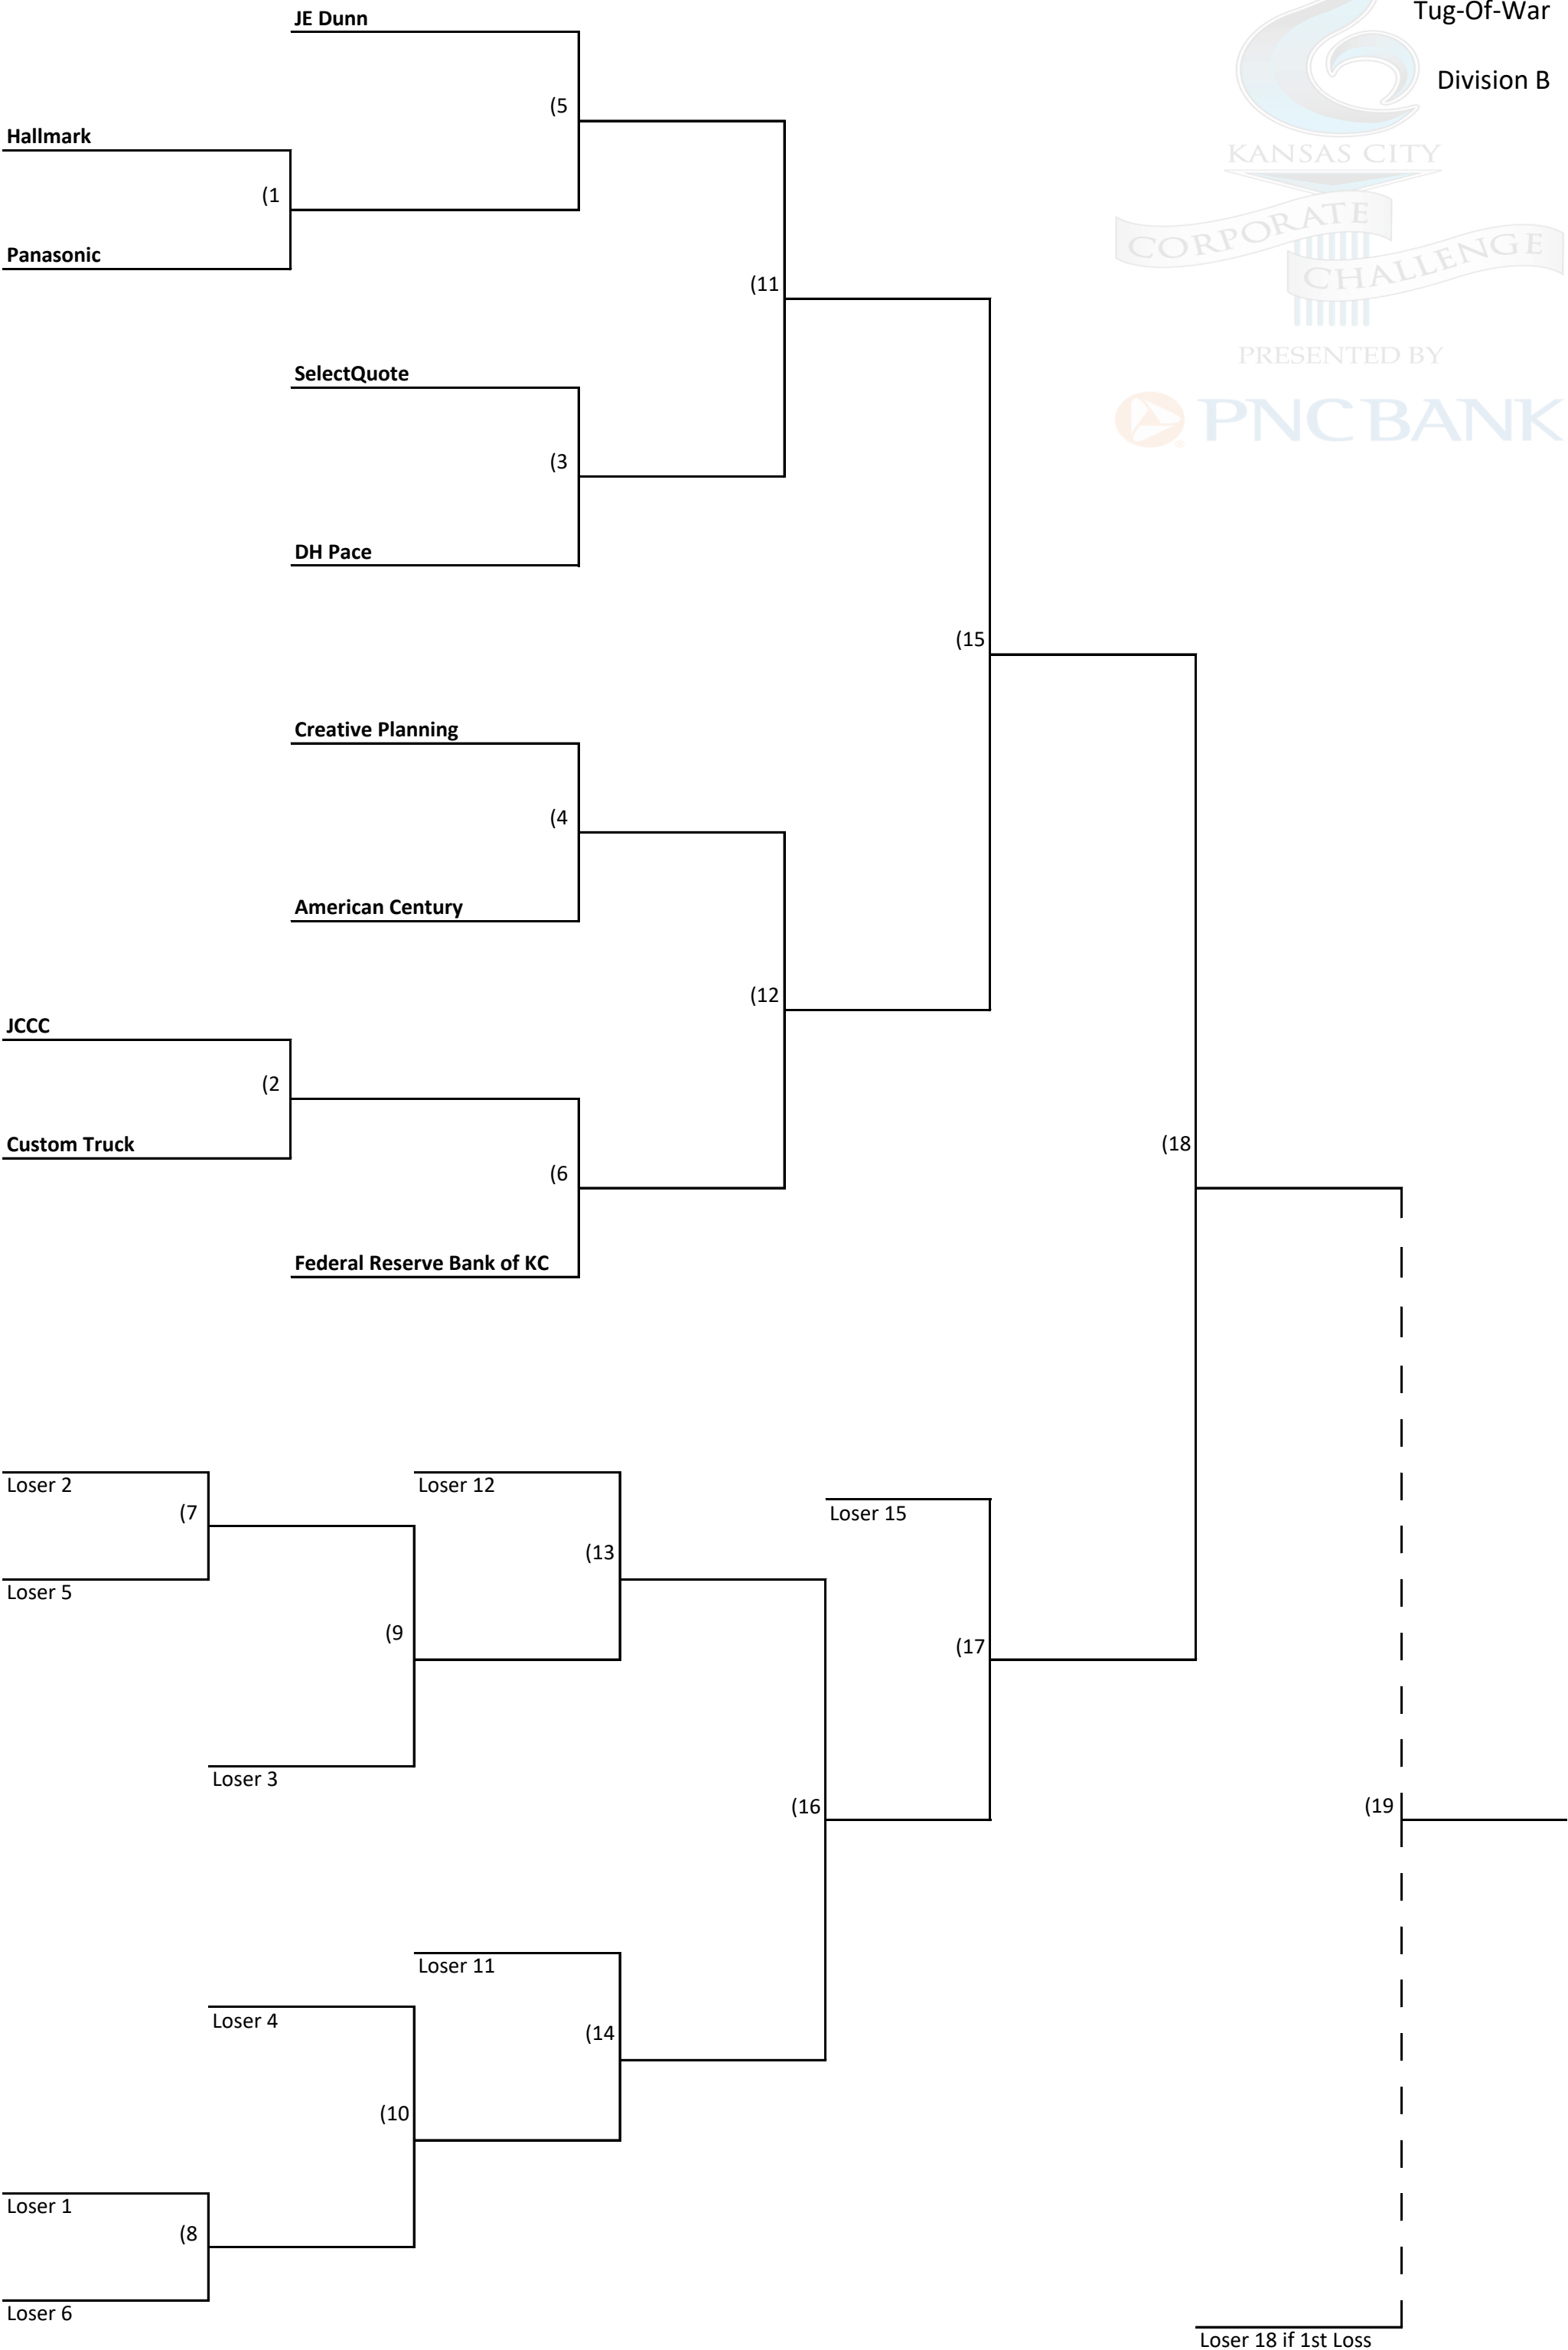 Tug-Of-War
Division B
KANSAS CITY
CORPORATE
CHALLENGE
PRESENTED BY
PNC BANK
JE Dunn
(5
Hallmark
(1
Panasonic
(11
SelectQuote
(3
DH Pace
(15
Creative Planning
(4
American Century
(12
JCCC
(2
Custom Truck
(18
(6
Federal Reserve Bank of KC
Loser 2
Loser 12
(7
Loser 15
(13
Loser 5
(9
(17
Loser 3
(16
(19
Loser 11
Loser 4
(14
(10
Loser 1
(8
Loser 6
Loser 18 if 1st Loss